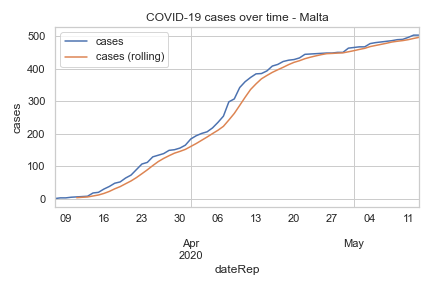 COVID-19 cases over time - Malta
cases
cases (rolling)
500
400
300
200
100
0
cases
09 16 23 30 06 13 20 27 04 11
Apr May
2020
dateRep